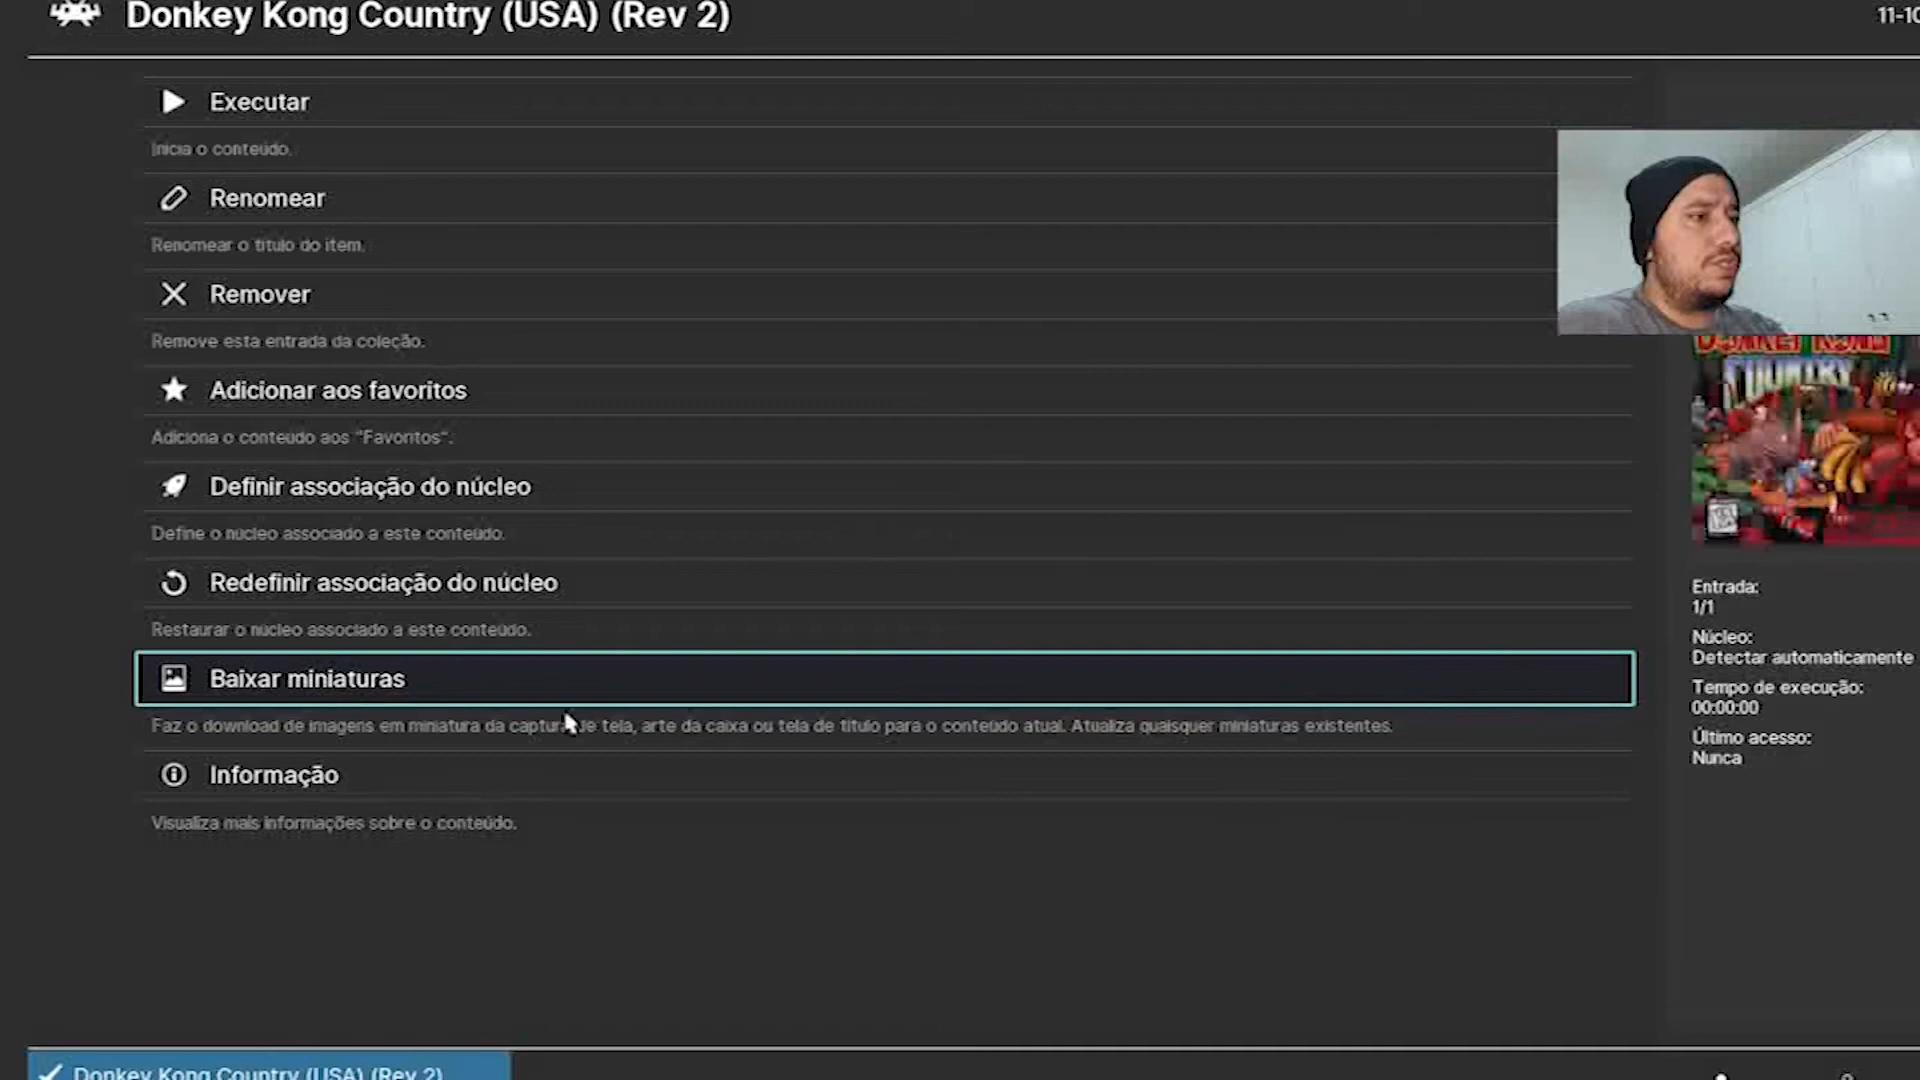 Donkey Kong Country (USA) (Rev 2)
11-10
Executar
Inicia o conteúdo.
Renomear
Renomear o título do item.
Remover
Remove esta entrada da coleção.
Adicionar aos favoritos
Adiciona o conteúdo aos "Favoritos".
Definir associação do núcleo
Define o núcleo associado a este conteúdo.
Redefinir associação do núcleo
Restaurar o núcleo associado a este conteúdo.
Baixar miniaturas
Faz o download de imagens em miniatura da captura de tela, arte da caixa ou tela de título para o conteúdo atual. Atualiza quaisquer miniaturas existentes.
Informação
Visualiza mais informações sobre o conteúdo.
DONKEY KONG
COUNTRY
Entrada:
1/1
Núcleo:
Detectar automaticamente
Tempo de execução:
00:00:00
Último acesso:
Nunca
Donkey Kong Country (USA) (Rev 2)